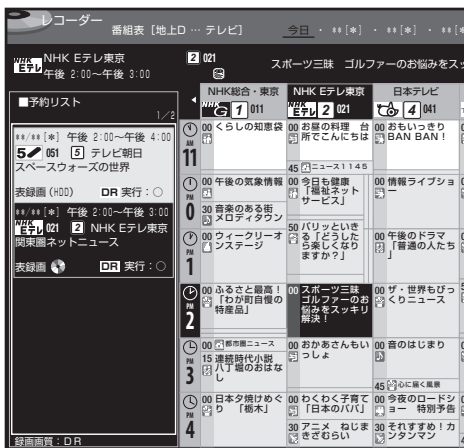 レコーダー
番組表 [地上D … テレビ]
今日 ・ **[*] ・ **[*] ・ **[*
NHK Eテレ NHK Eテレ東京
午後 2:00〜午後 3:00
2 021
スポーツ三昧 ゴルファーのお悩みをスッ
■予約リスト
1/2
**/**[*] 午後 2:00〜午後 4:00
5 051 5 テレビ朝日
スペースウォーズの世界
表録画 (HDD) DR 実行：○
**/**[*] 午後 2:00〜午後 3:00
NHK Eテレ 021 2 NHK Eテレ東京
関東圏ネットニュース
表録画 DR 実行：○
録画画質：DR
NHK総合・東京
NHK G 1 011
NHK Eテレ東京
NHK Eテレ 2 021
日本テレビ
4 041
AM 11
00 くらしの知恵袋
00 お昼の料理 台所でこんにちは
45 ニュース1145
00 おもいっきりBAN BAN！
PM 0
00 午後の気象情報
30 音楽のある街 メロディタウン
00 今日も健康「福祉ネットサービス」
50 パリッといきる「どうしたら楽しくなりますか？」
00 情報ライブショ
PM 1
00 ウィークリーオンステージ
00 午後のドラマ「普通の人たち」
PM 2
00 ふるさと最高！「わが町自慢の特産品」
00 スポーツ三昧 ゴルファーのお悩みをスッキリ解決！
00 ザ・世界もびっくりニュース
PM 3
00 都市圏ニュース
15 連続時代小説 八丁堀のおはなし
00 おかあさんもいっしょ
00 音のはじまり
45 心に届く風景
PM 4
00 日本夕焼けめぐり 「栃木」
00 わくわく子育て「日本のパパ」
30 アニメ ねじまきざむらい
00 今夜のロードショー 特別予告
30 それすすめ！カンタンマン